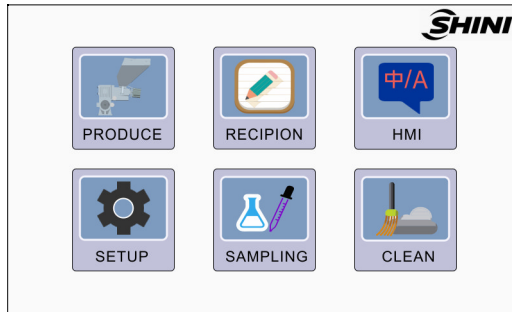 SHINI
中/A
PRODUCE
RECIPION
HMI
SETUP
SAMPLING
CLEAN